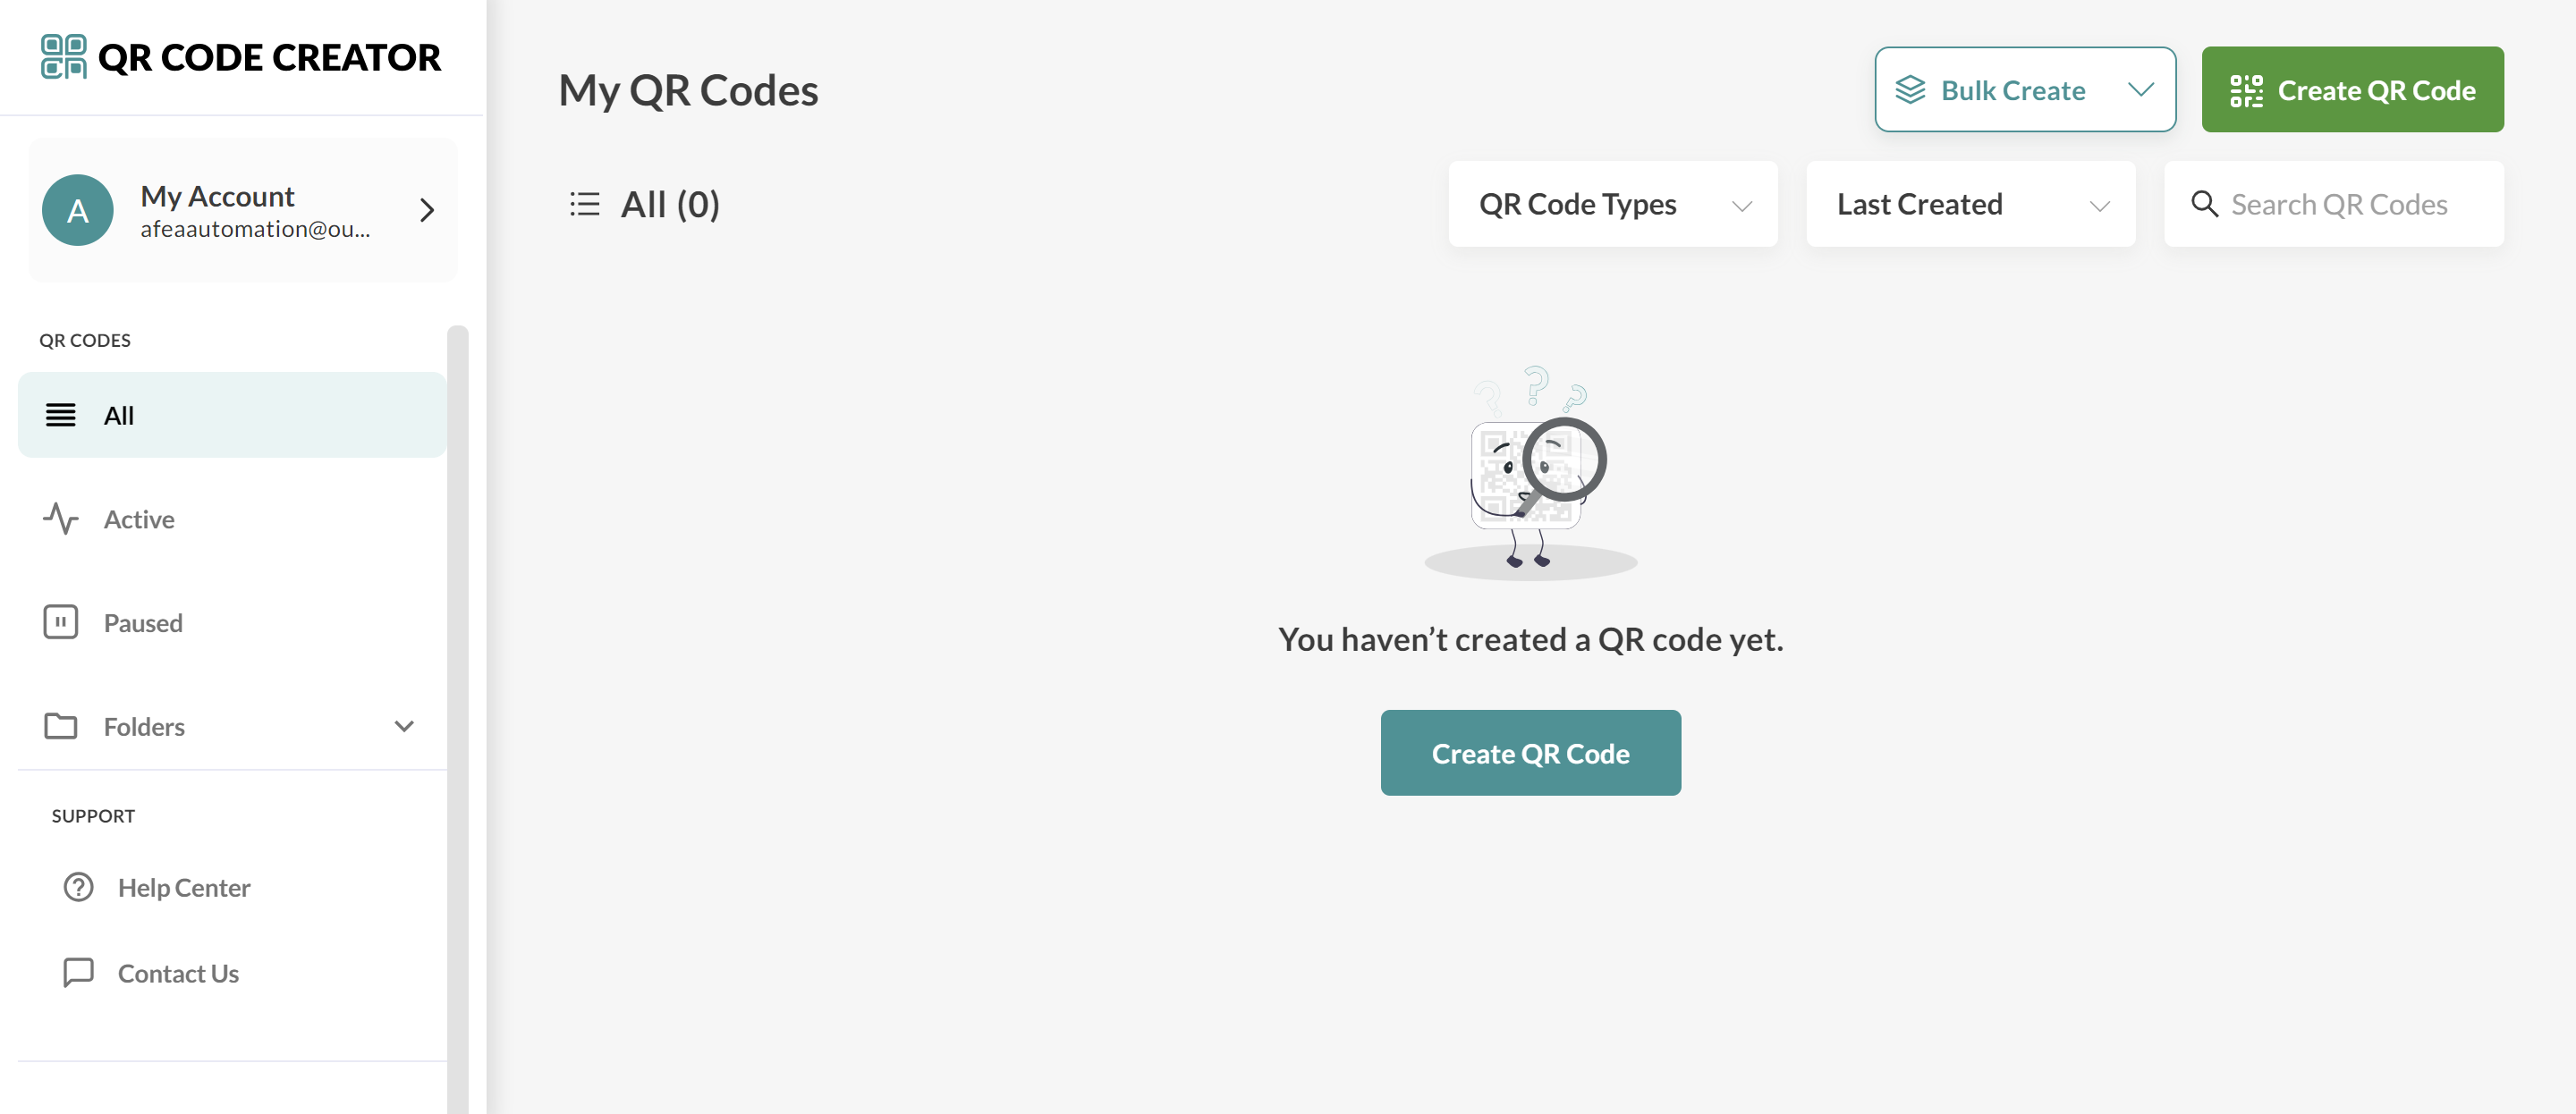 QR CODE CREATOR
A
My Account
afeaautomation@ou...
QR CODES
All
Active
Paused
Folders
SUPPORT
Help Center
Contact Us
My QR Codes
Bulk Create
Create QR Code
All (0)
QR Code Types
Last Created
Search QR Codes
? ? ?
You haven’t created a QR code yet.
Create QR Code